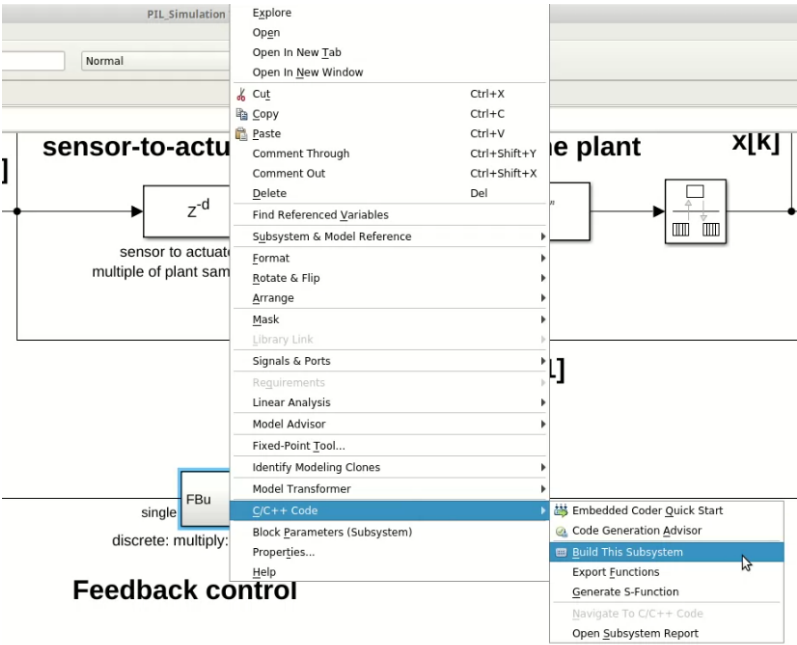 PIL_Simulation
Normal
Explore
Open
Open In New Tab
Open In New Window
Cut Ctrl+X
Copy Ctrl+C
Paste Ctrl+V
Comment Through Ctrl+Shift+Y
Comment Out Ctrl+Shift+X
Delete Del
Find Referenced Variables
Subsystem & Model Reference
Format
Rotate & Flip
Arrange
Mask
Library Link
Signals & Ports
Requirements
Linear Analysis
Model Advisor
Fixed-Point Tool...
Identify Modeling Clones
Model Transformer
C/C++ Code
Block Parameters (Subsystem)
Properties...
Help
Embedded Coder Quick Start
Code Generation Advisor
Build This Subsystem
Export Functions
Generate S-Function
Navigate To C/C++ Code
Open Subsystem Report
sensor-to-actu
e plant
x[k]
]
Z-d
n
sensor to actuat
multiple of plant sam
1]
FBu
single
discrete: multiply:
Feedback control